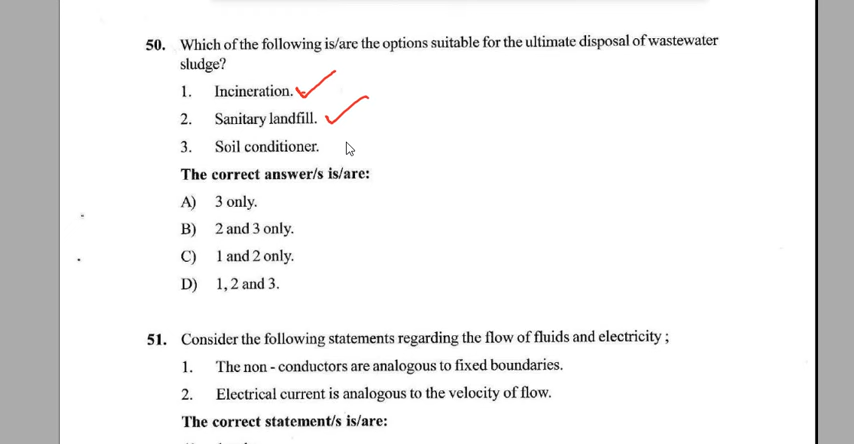 50. Which of the following is/are the options suitable for the ultimate disposal of wastewater
sludge?
1. Incineration.
2. Sanitary landfill.
3. Soil conditioner.
The correct answer/s is/are:
A) 3 only.
B) 2 and 3 only.
C) 1 and 2 only.
D) 1, 2 and 3.
51. Consider the following statements regarding the flow of fluids and electricity ;
1. The non - conductors are analogous to fixed boundaries.
2. Electrical current is analogous to the velocity of flow.
The correct statement/s is/are: